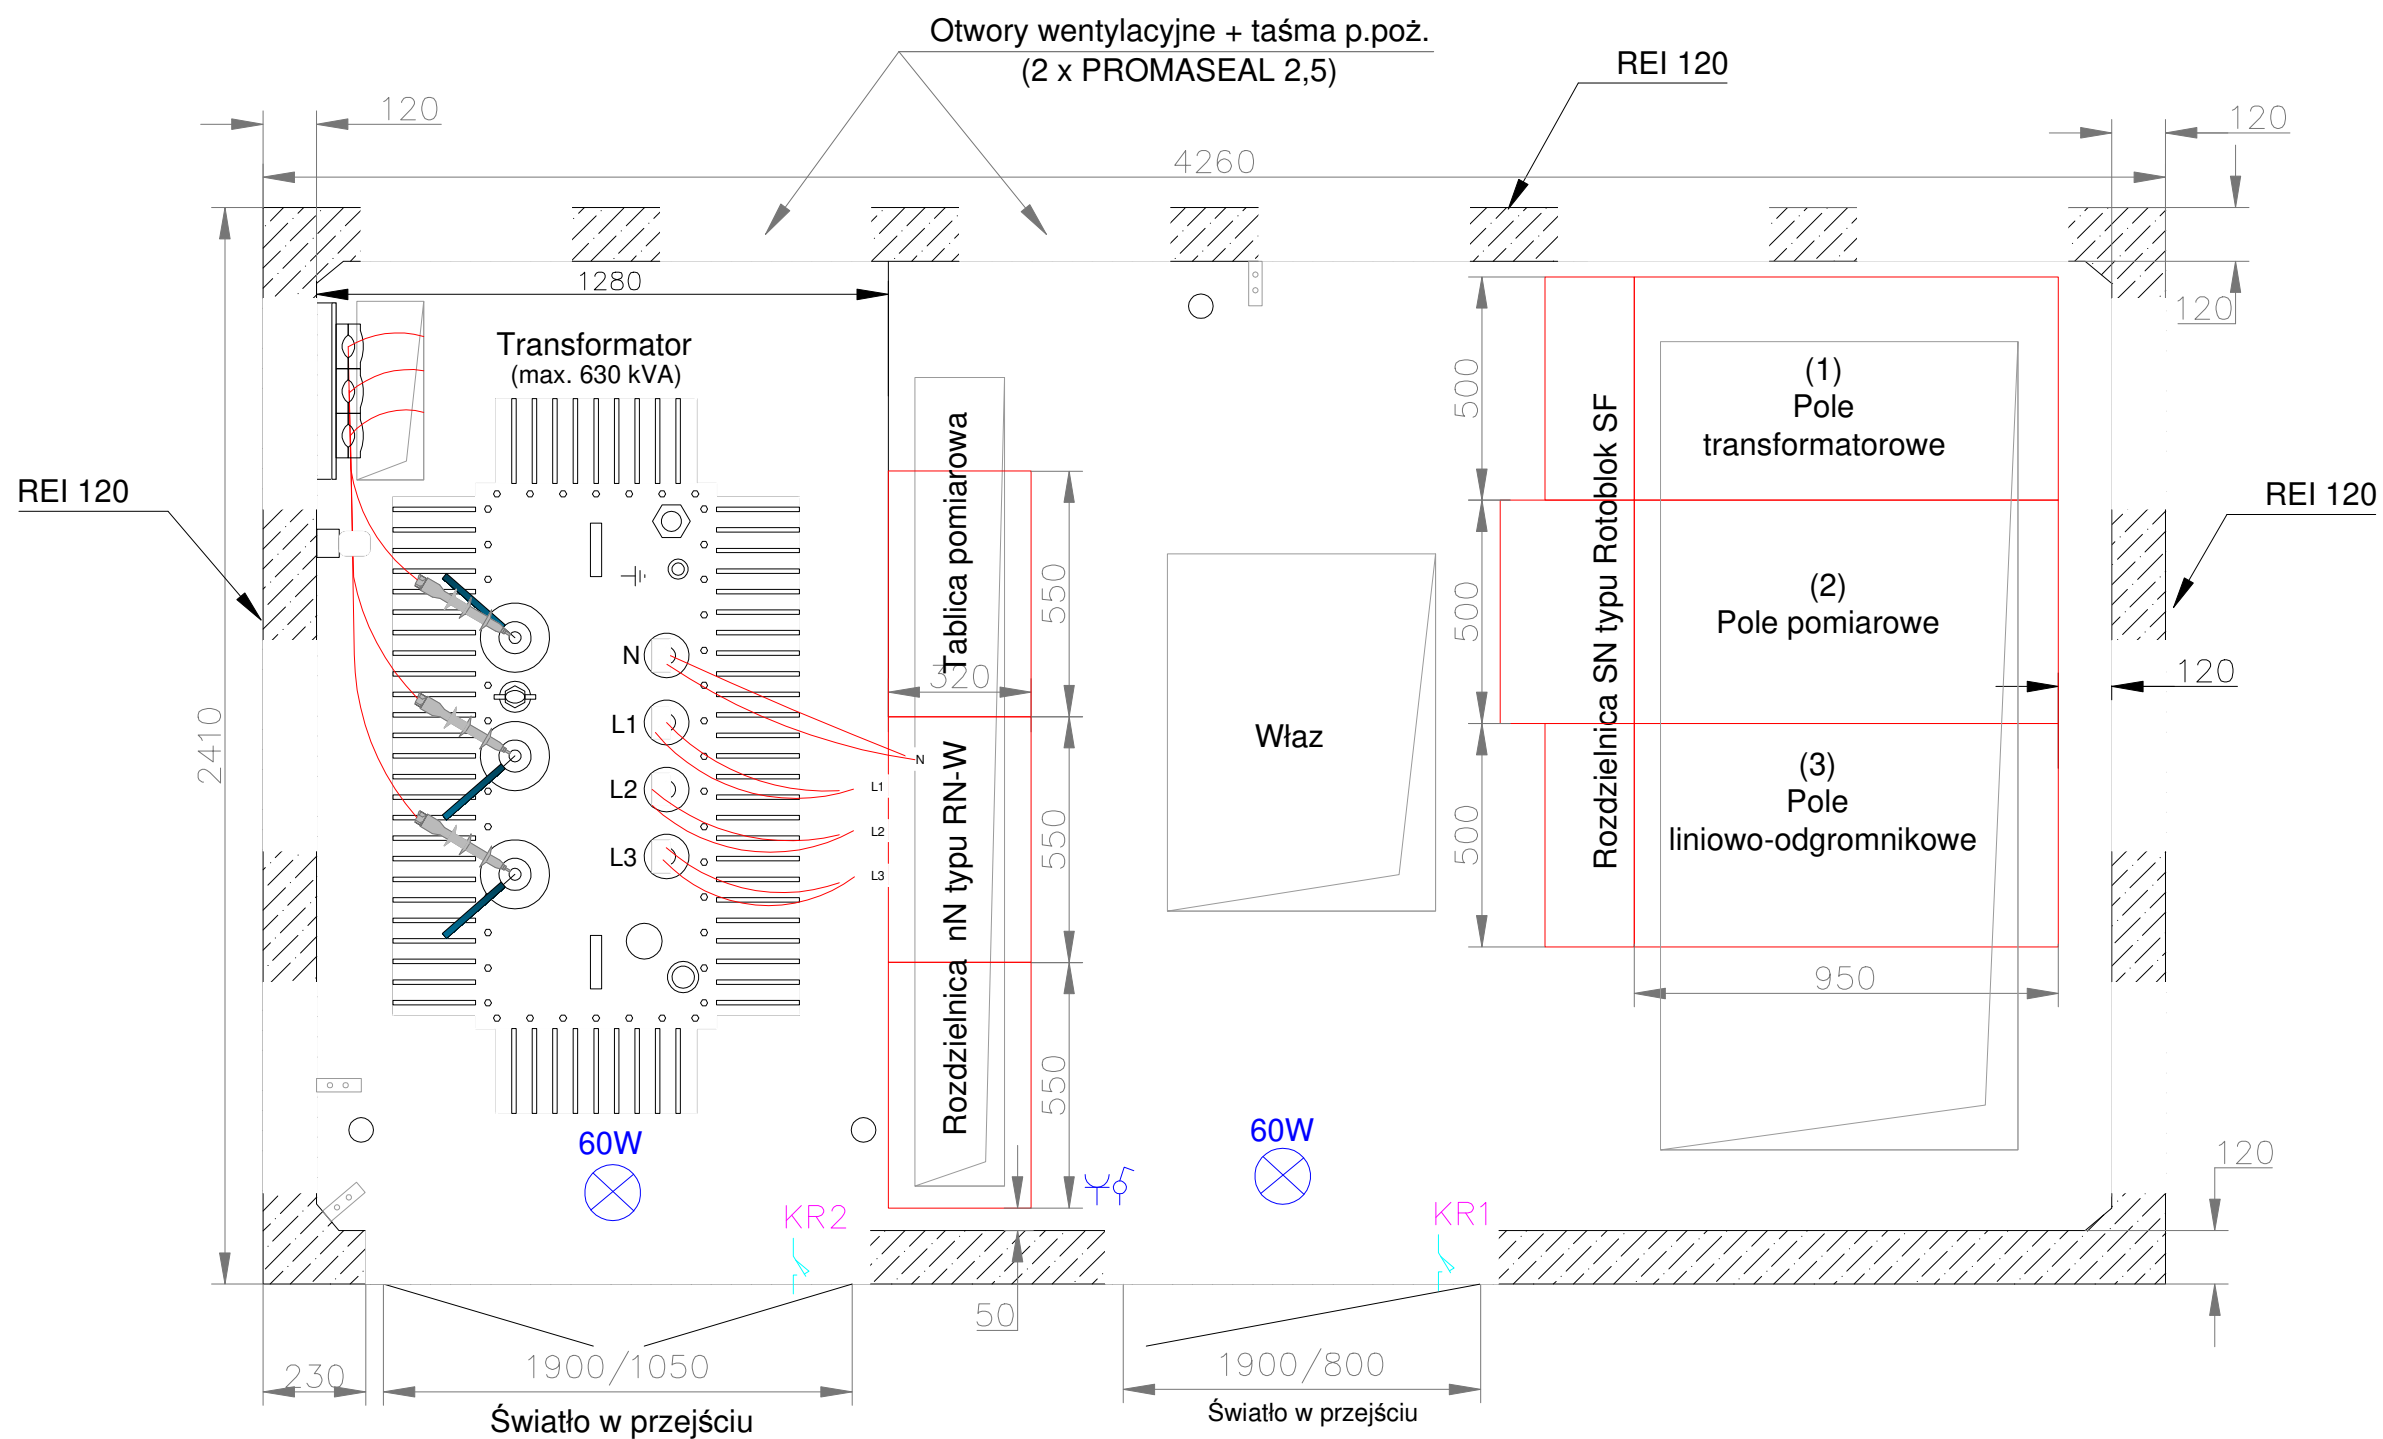 Otwory wentylacyjne + taśma p.poż.
(2 x PROMASEAL 2,5)
REI 120
120
120
4260
1280
120
Transformator
(max. 630 kVA)
500
(1)
Pole
transformatorowe
Tablica pomiarowa
Rozdzielnica SN typu Rotoblok SF
REI 120
REI 120
550
500
(2)
Pole pomiarowe
N
320
120
L1
2410
Właz
N
L1
L2
L2
L3
L3
550
500
(3)
Pole
liniowo-odgromnikowe
Rozdzielnica nN typu RN-W
950
550
60W
60W
120
KR2
KR1
50
230
1900/1050
1900/800
Światło w przejściu
Światło w przejściu